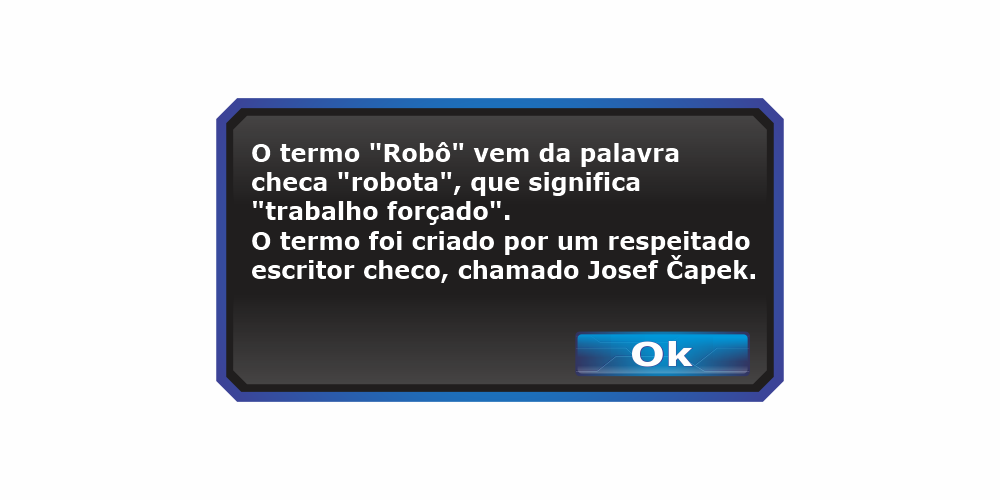 O termo "Robô" vem da palavra
checa "robota", que significa
"trabalho forçado".
O termo foi criado por um respeitado
escritor checo, chamado Josef Čapek.
Ok